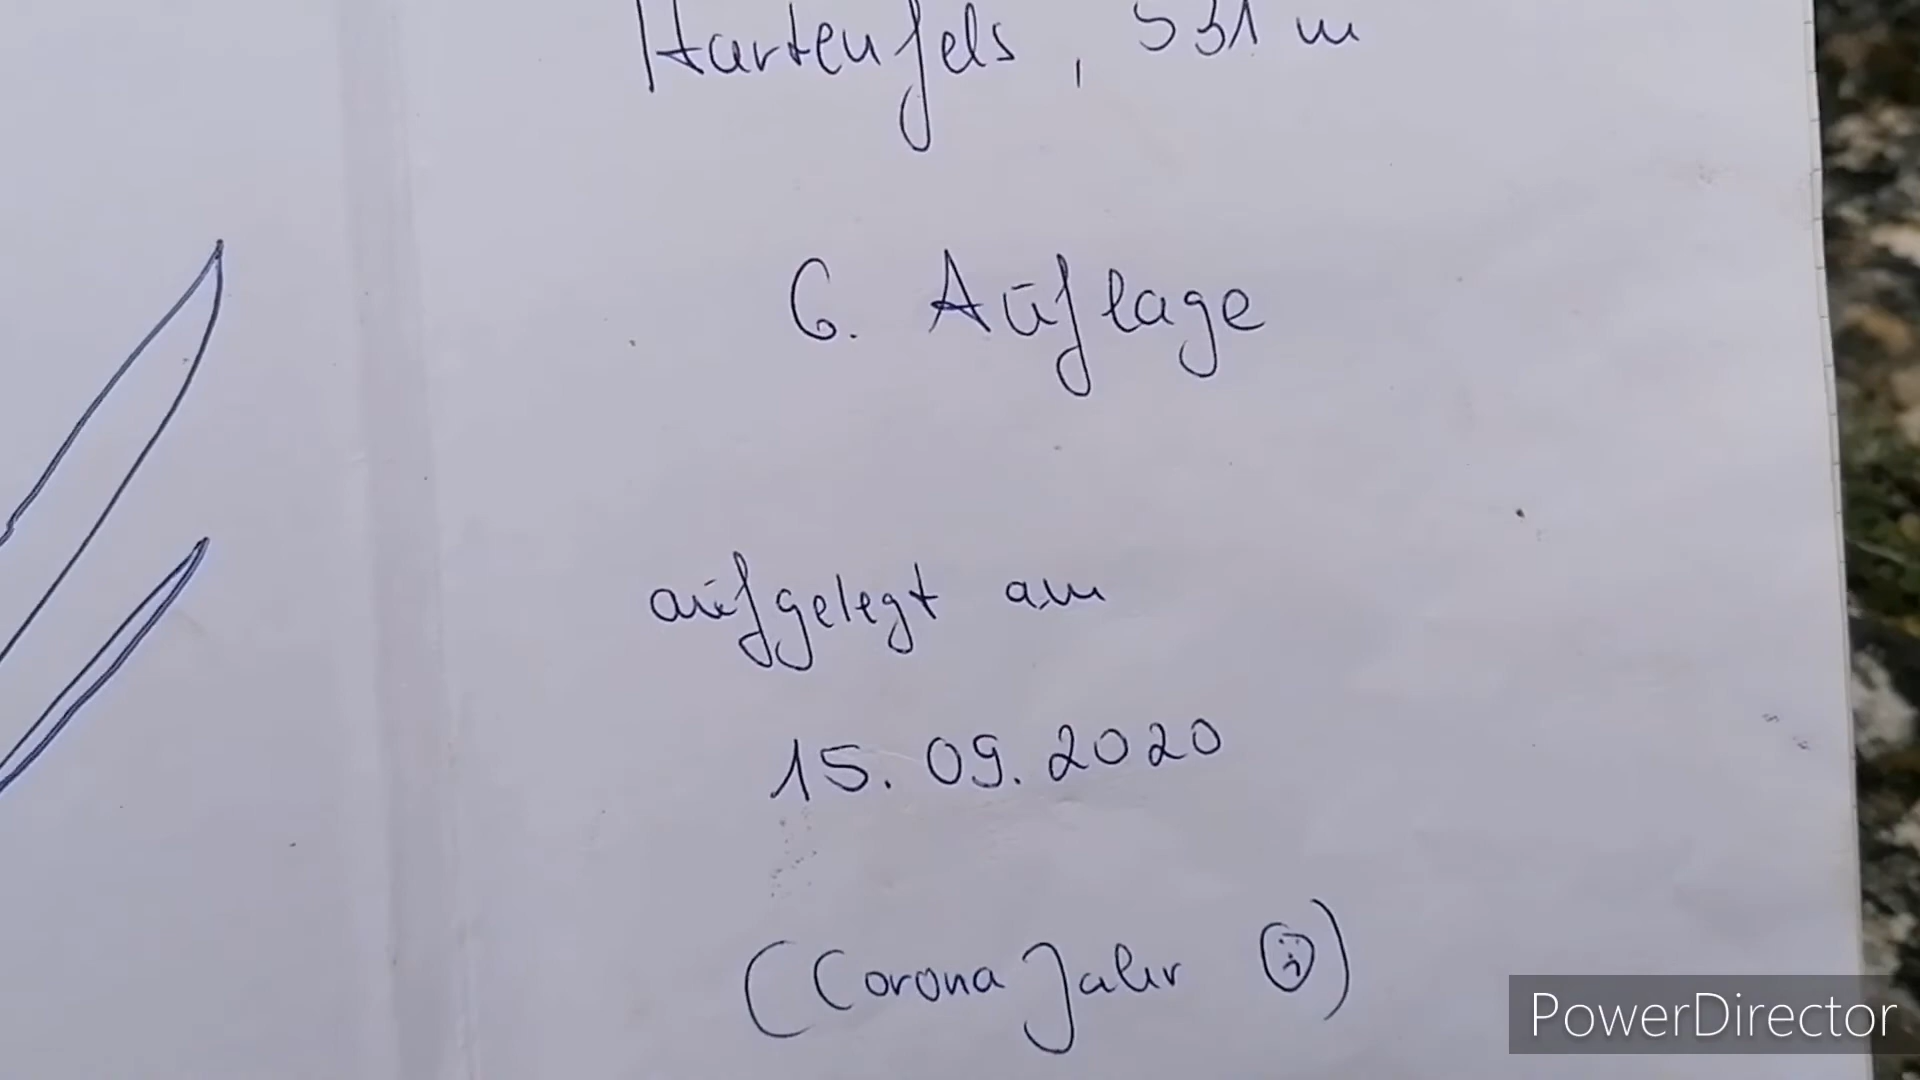 Hartenfels, 531 m
6. Auflage
aufgelegt am
15.09.2020
(Corona Jahr ☹)
PowerDirector